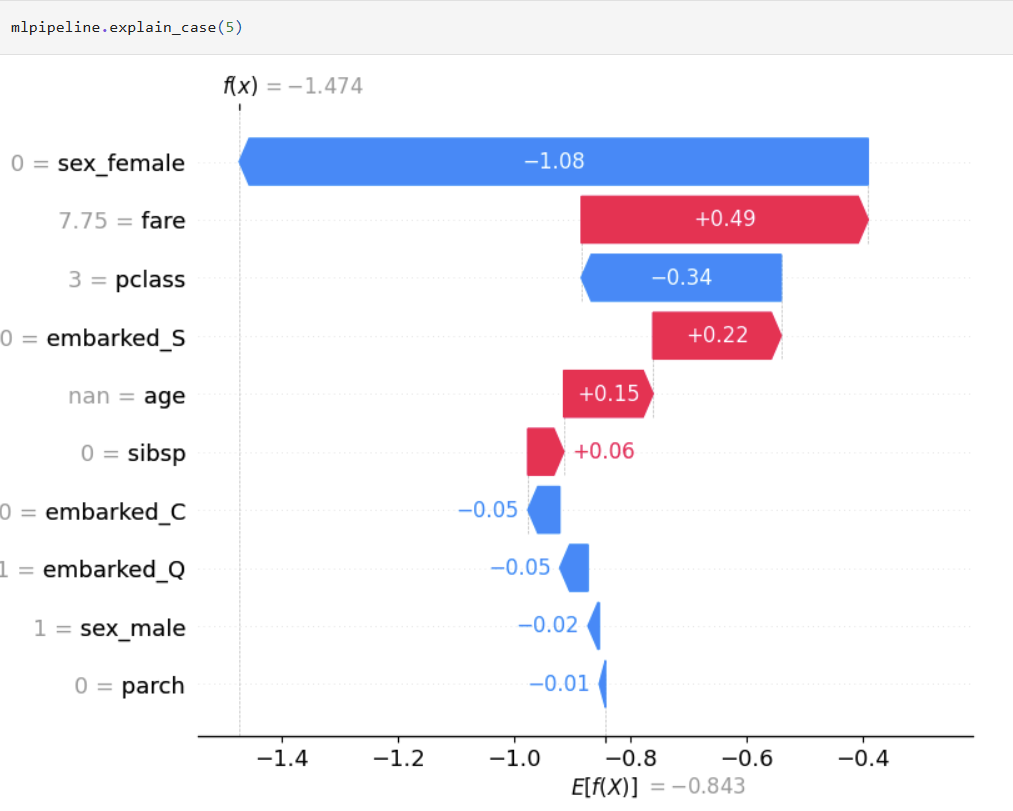 mlpipeline.explain_case(5)
f(x) = −1.474
0 = sex_female −1.08
7.75 = fare +0.49
3 = pclass −0.34
0 = embarked_S +0.22
nan = age +0.15
0 = sibsp +0.06
0 = embarked_C −0.05
1 = embarked_Q −0.05
1 = sex_male −0.02
0 = parch −0.01
−1.4 −1.2 −1.0 −0.8 −0.6 −0.4
E[f(X)] = −0.843